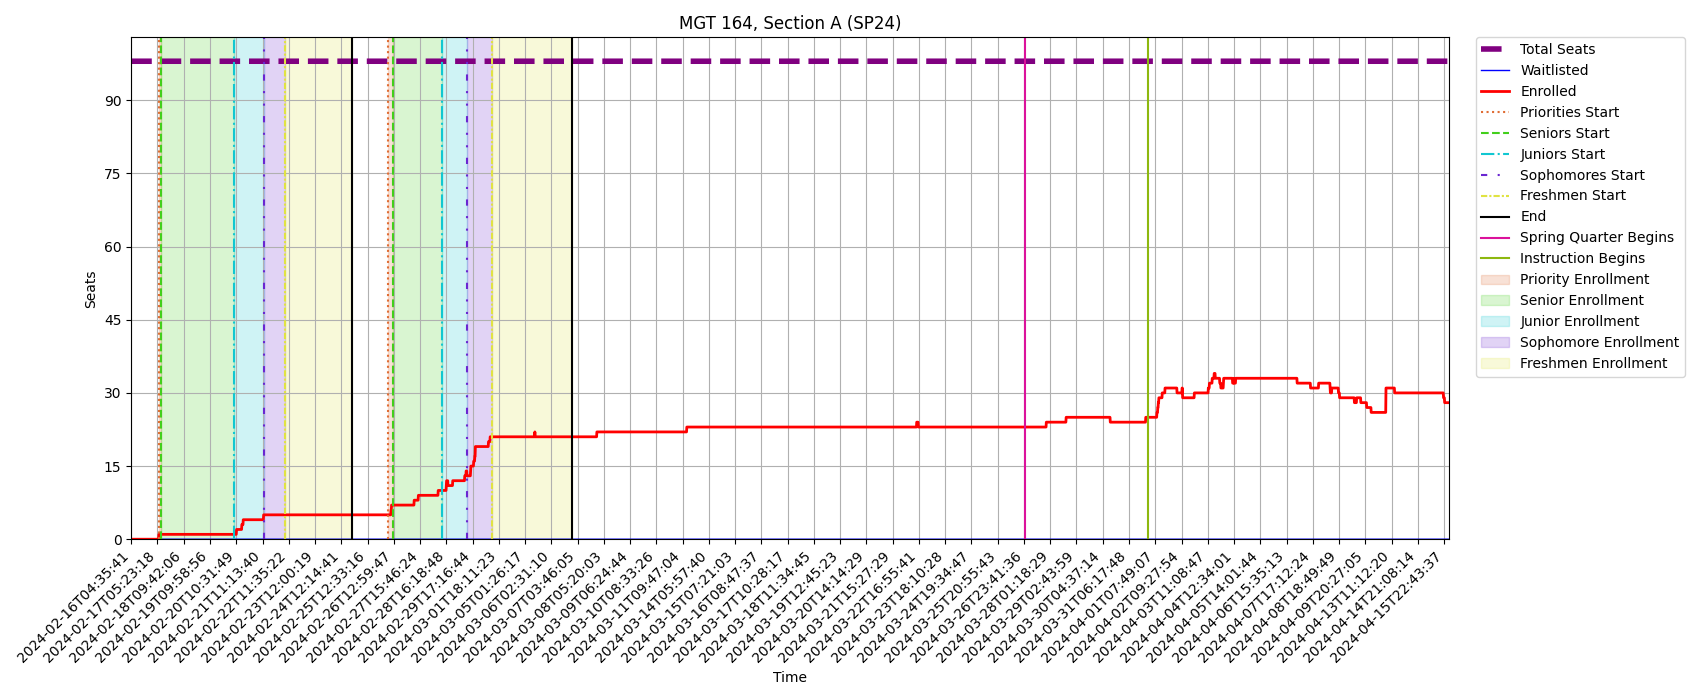 MGT 164, Section A (SP24)
Seats
90
75
60
45
30
15
0
2024-02-16T04:35:41
2024-02-17T05:23:18
2024-02-18T09:42:06
2024-02-19T09:58:56
2024-02-20T10:31:49
2024-02-21T11:13:40
2024-02-22T11:35:22
2024-02-23T12:00:19
2024-02-24T12:14:41
2024-02-25T12:33:16
2024-02-26T12:59:47
2024-02-27T15:46:24
2024-02-28T16:18:48
2024-02-29T17:16:44
2024-03-01T18:11:23
2024-03-05T01:26:17
2024-03-06T02:31:10
2024-03-07T03:46:05
2024-03-08T05:20:03
2024-03-09T06:24:44
2024-03-10T08:33:26
2024-03-11T09:47:04
2024-03-14T05:57:40
2024-03-15T07:21:03
2024-03-16T08:47:37
2024-03-17T10:28:17
2024-03-18T11:34:45
2024-03-19T12:45:23
2024-03-20T14:14:29
2024-03-21T15:27:29
2024-03-22T16:55:41
2024-03-23T18:10:28
2024-03-24T19:34:47
2024-03-25T20:55:43
2024-03-26T23:41:36
2024-03-28T01:18:29
2024-03-29T02:43:59
2024-03-30T04:37:14
2024-03-31T06:17:48
2024-04-01T07:49:07
2024-04-02T09:27:54
2024-04-03T11:08:47
2024-04-04T12:34:01
2024-04-05T14:01:44
2024-04-06T15:35:13
2024-04-07T17:12:24
2024-04-08T18:49:49
2024-04-09T20:27:05
2024-04-13T11:12:20
2024-04-14T21:08:14
2024-04-15T22:43:37
Time
Total Seats
Waitlisted
Enrolled
Priorities Start
Seniors Start
Juniors Start
Sophomores Start
Freshmen Start
End
Spring Quarter Begins
Instruction Begins
Priority Enrollment
Senior Enrollment
Junior Enrollment
Sophomore Enrollment
Freshmen Enrollment